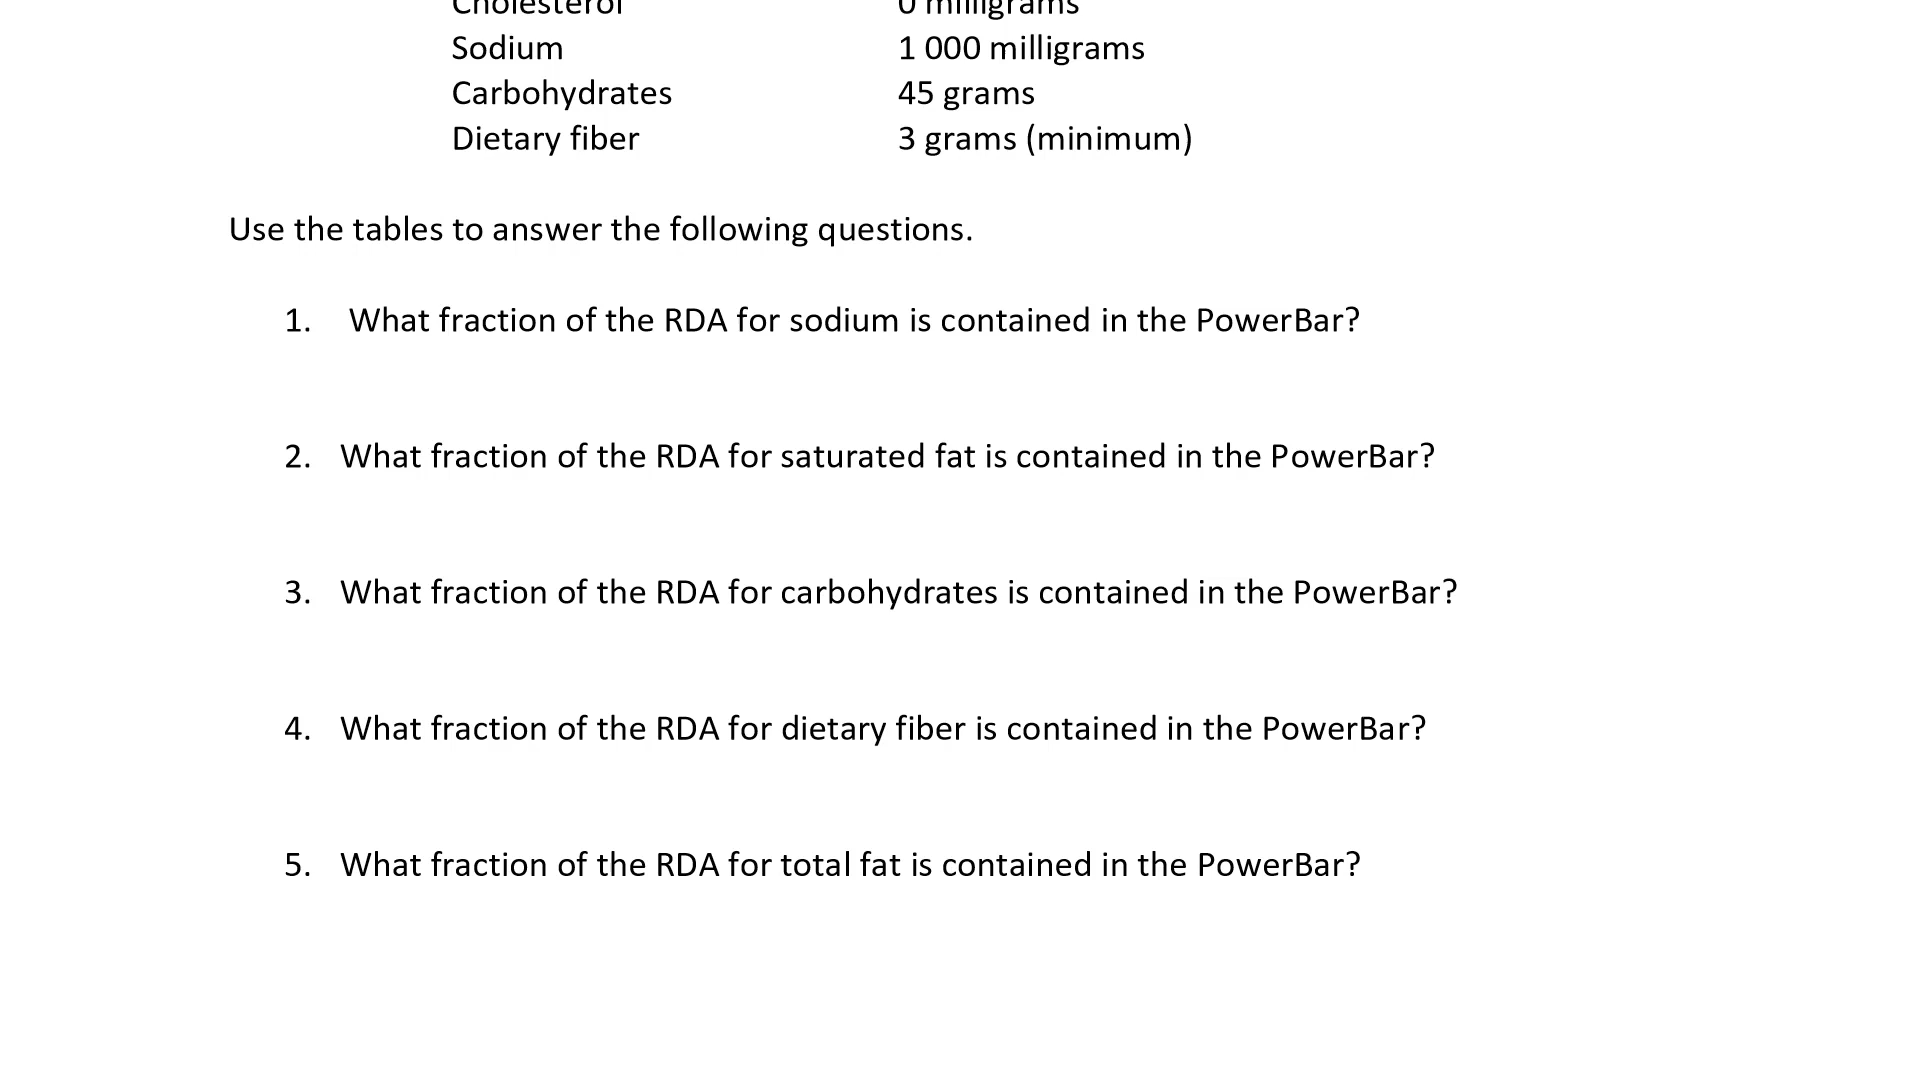 Cholesterol 0 milligrams
Sodium 1 000 milligrams
Carbohydrates 45 grams
Dietary fiber 3 grams (minimum)
Use the tables to answer the following questions.
1. What fraction of the RDA for sodium is contained in the PowerBar?
2. What fraction of the RDA for saturated fat is contained in the PowerBar?
3. What fraction of the RDA for carbohydrates is contained in the PowerBar?
4. What fraction of the RDA for dietary fiber is contained in the PowerBar?
5. What fraction of the RDA for total fat is contained in the PowerBar?